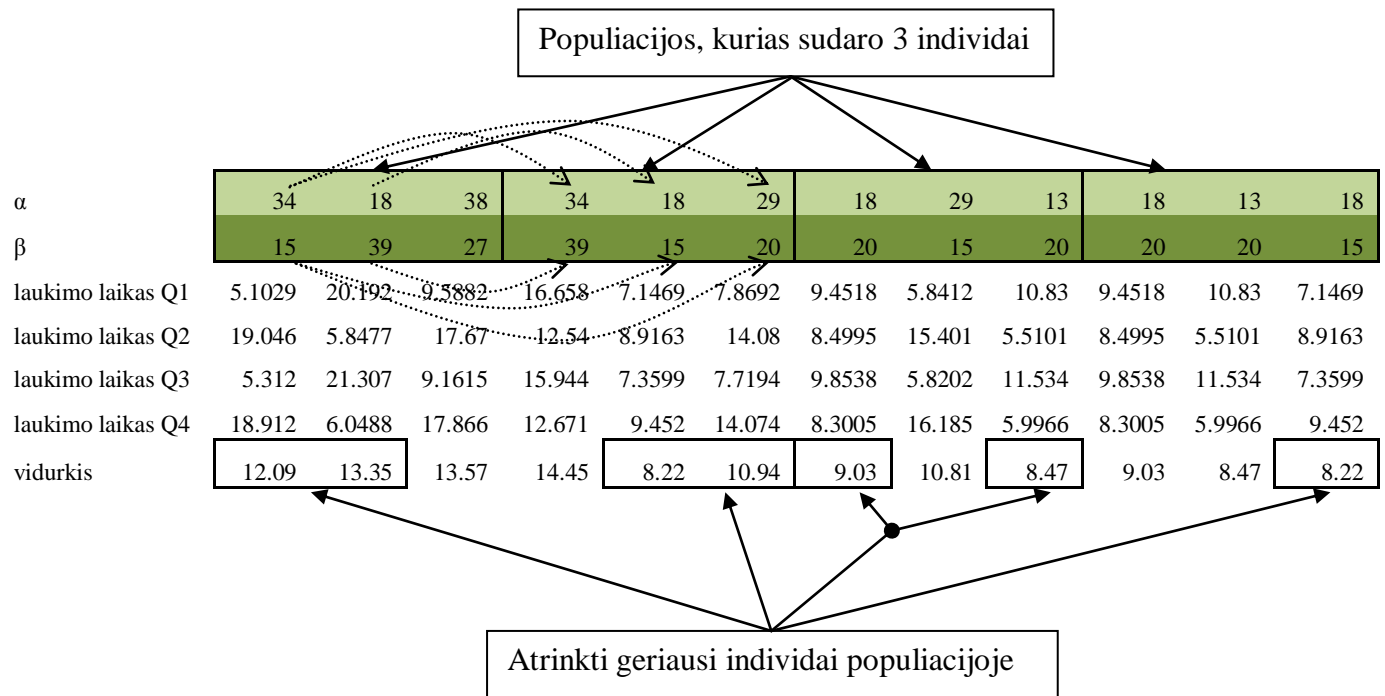 Populiacijos, kurias sudaro 3 individai
α 34 18 38 34 18 29 18 29 13 18 13 18
β 15 39 27 39 15 20 20 15 20 20 20 15
laukimo laikas Q1 5.1029 20.192 9.5882 16.658 7.1469 7.8692 9.4518 5.8412 10.83 9.4518 10.83 7.1469
laukimo laikas Q2 19.046 5.8477 17.67 12.54 8.9163 14.08 8.4995 15.401 5.5101 8.4995 5.5101 8.9163
laukimo laikas Q3 5.312 21.307 9.1615 15.944 7.3599 7.7194 9.8538 5.8202 11.534 9.8538 11.534 7.3599
laukimo laikas Q4 18.912 6.0488 17.866 12.671 9.452 14.074 8.3005 16.185 5.9966 8.3005 5.9966 9.452
vidurkis 12.09 13.35 13.57 14.45 8.22 10.94 9.03 10.81 8.47 9.03 8.47 8.22
Atrinkti geriausi individai populiacijoje